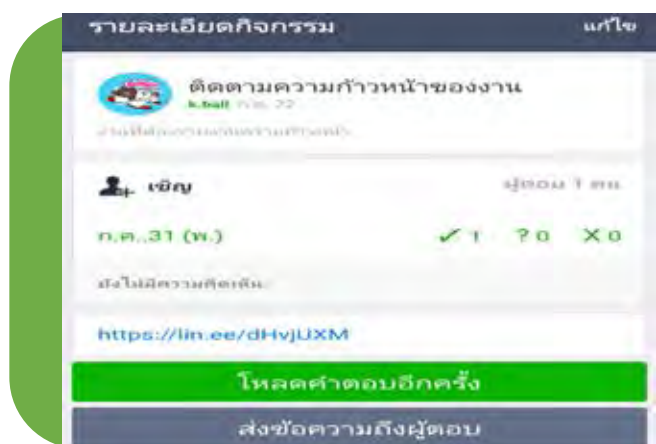 รายละเอียดกิจกรรม
แก้ไข
ติดตามความก้าวหน้าของงาน
k.ball ก.ค. 22
เชิญ
ผู้ตอบ 1 คน
ก.ค..31 (พ.)
✓ 1 ? 0 ✕ 0
ยังไม่มีความคิดเห็น
https://lin.ee/dHvjUXM
โหลดคำตอบอีกครั้ง
ส่งข้อความถึงผู้ตอบ